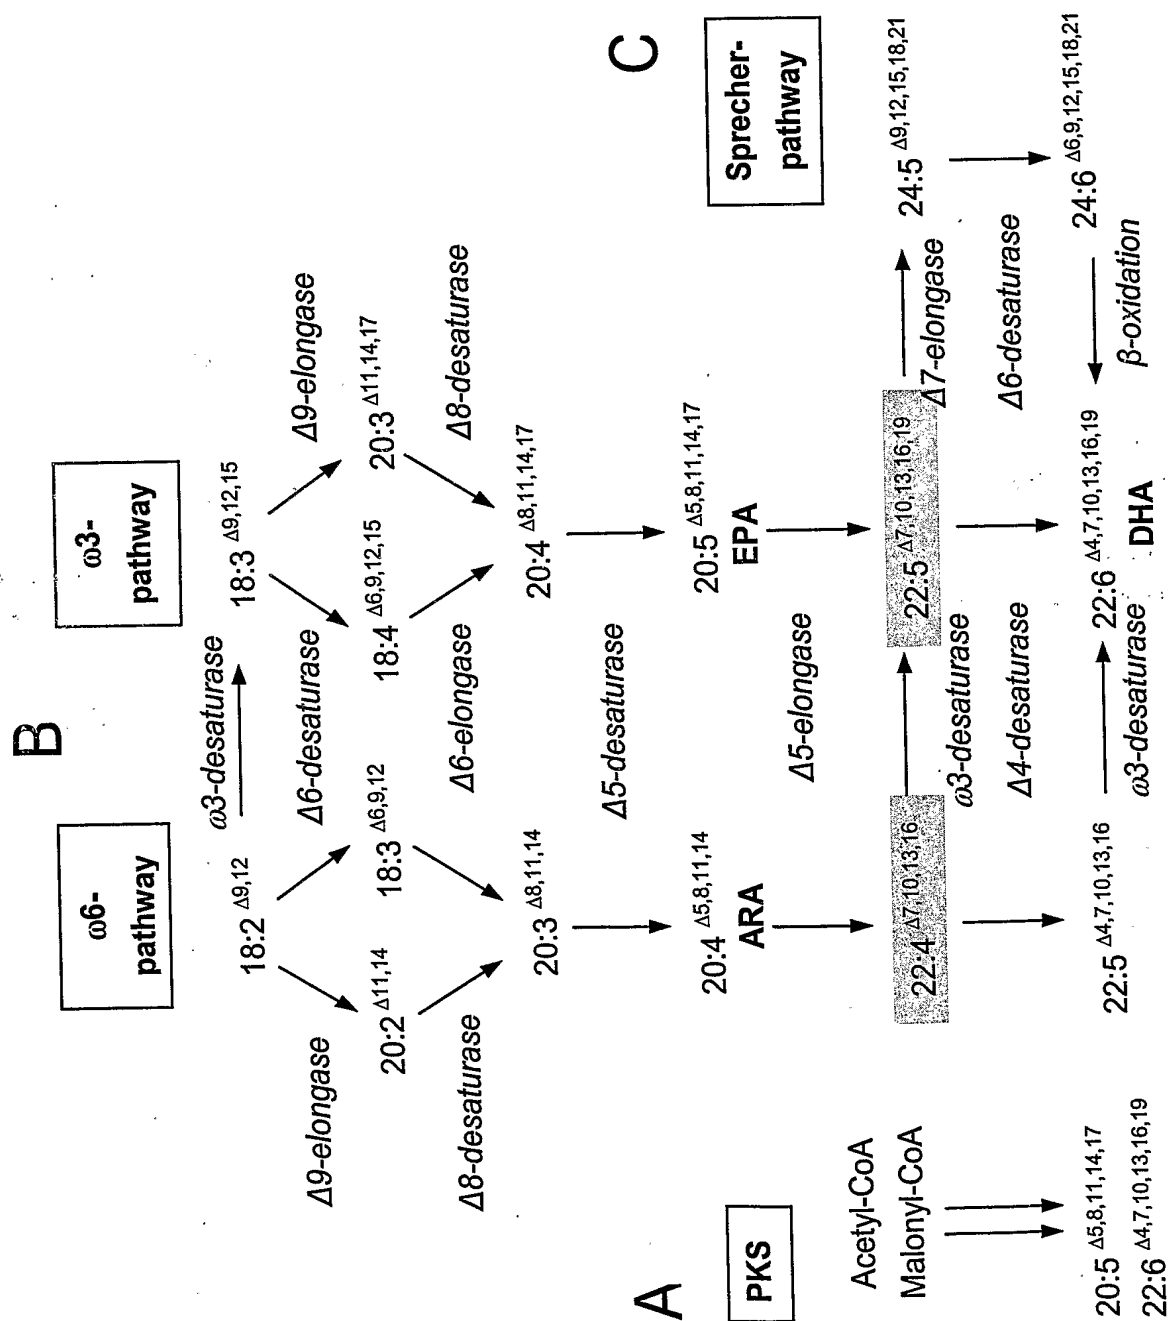 B
ω6-
pathway
ω3-
pathway
18:2 Δ9,12
ω3-desaturase
18:3 Δ9,12,15
Δ9-elongase
Δ6-desaturase
Δ9-elongase
20:2 Δ11,14
18:3 Δ6,9,12
18:4 Δ6,9,12,15
20:3 Δ11,14,17
Δ8-desaturase
Δ6-elongase
Δ8-desaturase
20:3 Δ8,11,14
20:4 Δ8,11,14,17
Δ5-desaturase
20:4 Δ5,8,11,14
ARA
20:5 Δ5,8,11,14,17
EPA
Δ5-elongase
22:4 Δ7,10,13,16
22:5 Δ7,10,13,16,19
ω3-desaturase
Δ4-desaturase
22:5 Δ4,7,10,13,16
22:6 Δ4,7,10,13,16,19
DHA
ω3-desaturase
A
PKS
Acetyl-CoA
Malonyl-CoA
20:5 Δ5,8,11,14,17
22:6 Δ4,7,10,13,16,19
C
Sprecher-
pathway
24:5 Δ9,12,15,18,21
Δ7-elongase
Δ6-desaturase
24:6 Δ6,9,12,15,18,21
β-oxidation